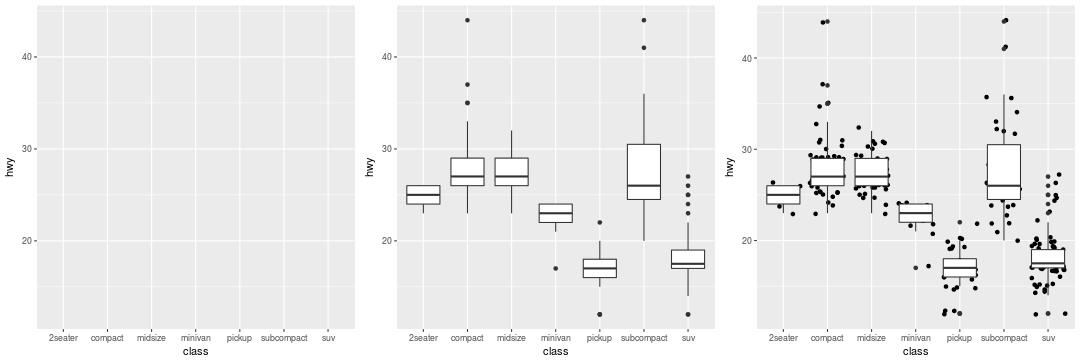 hwy
40
30
20
2seater compact midsize minivan pickup subcompact suv
class
hwy
40
30
20
2seater compact midsize minivan pickup subcompact suv
class
hwy
40
30
20
2seater compact midsize minivan pickup subcompact suv
class